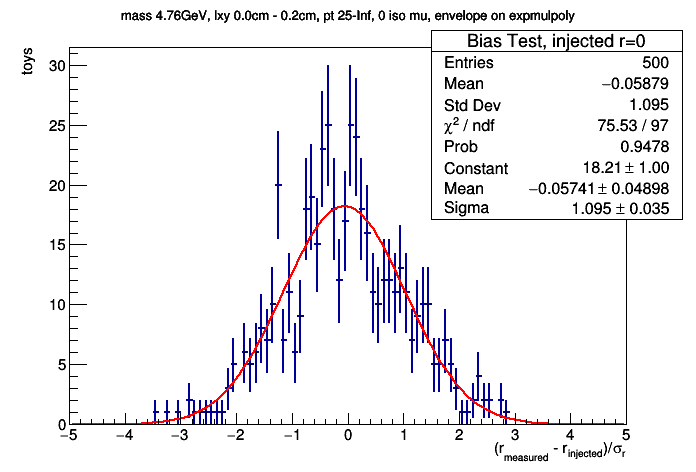 mass 4.76GeV, lxy 0.0cm - 0.2cm, pt 25-Inf, 0 iso mu, envelope on expmulpoly
Bias Test, injected r=0
Entries 500
Mean −0.05879
Std Dev 1.095
χ² / ndf 75.53 / 97
Prob 0.9478
Constant 18.21 ± 1.00
Mean −0.05741 ± 0.04898
Sigma 1.095 ± 0.035
toys
30
25
20
15
10
5
0
−5 −4 −3 −2 −1 0 1 2 3 4 5
(r_measured - r_injected)/σ_r